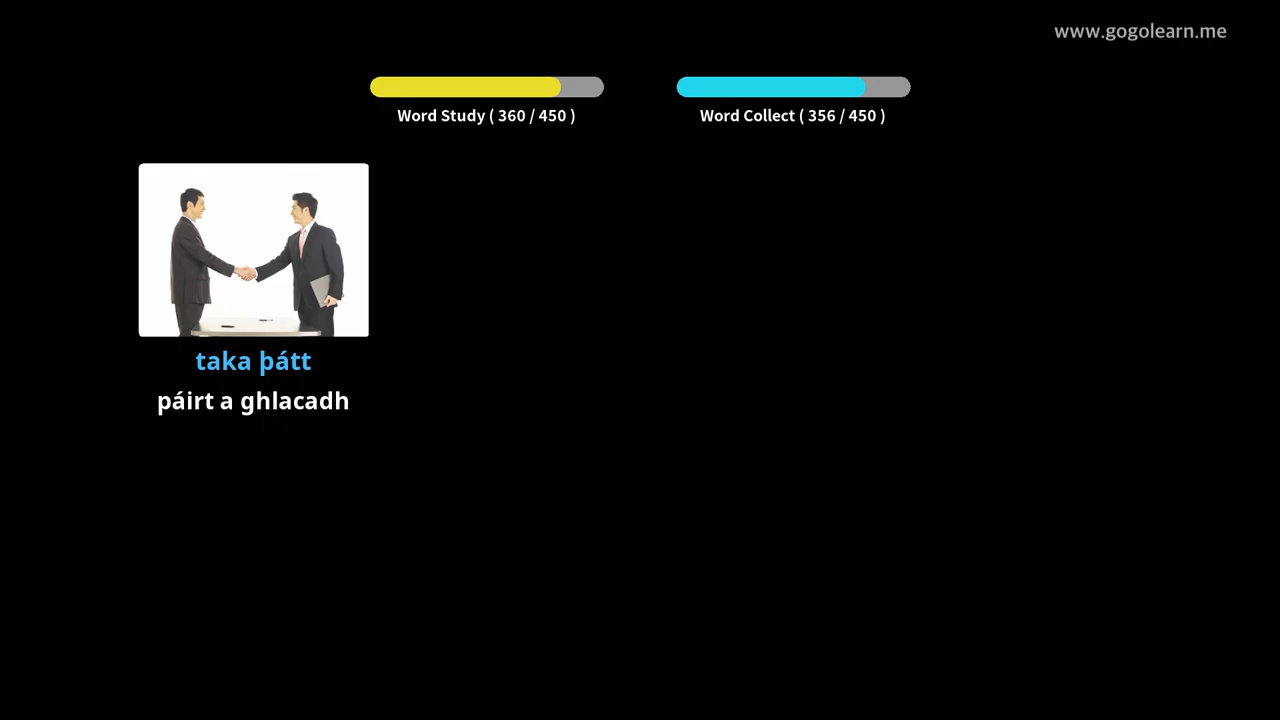 www.gogolearn.me
Word Study ( 360 / 450 )
Word Collect ( 356 / 450 )
taka þátt
páirt a ghlacadh